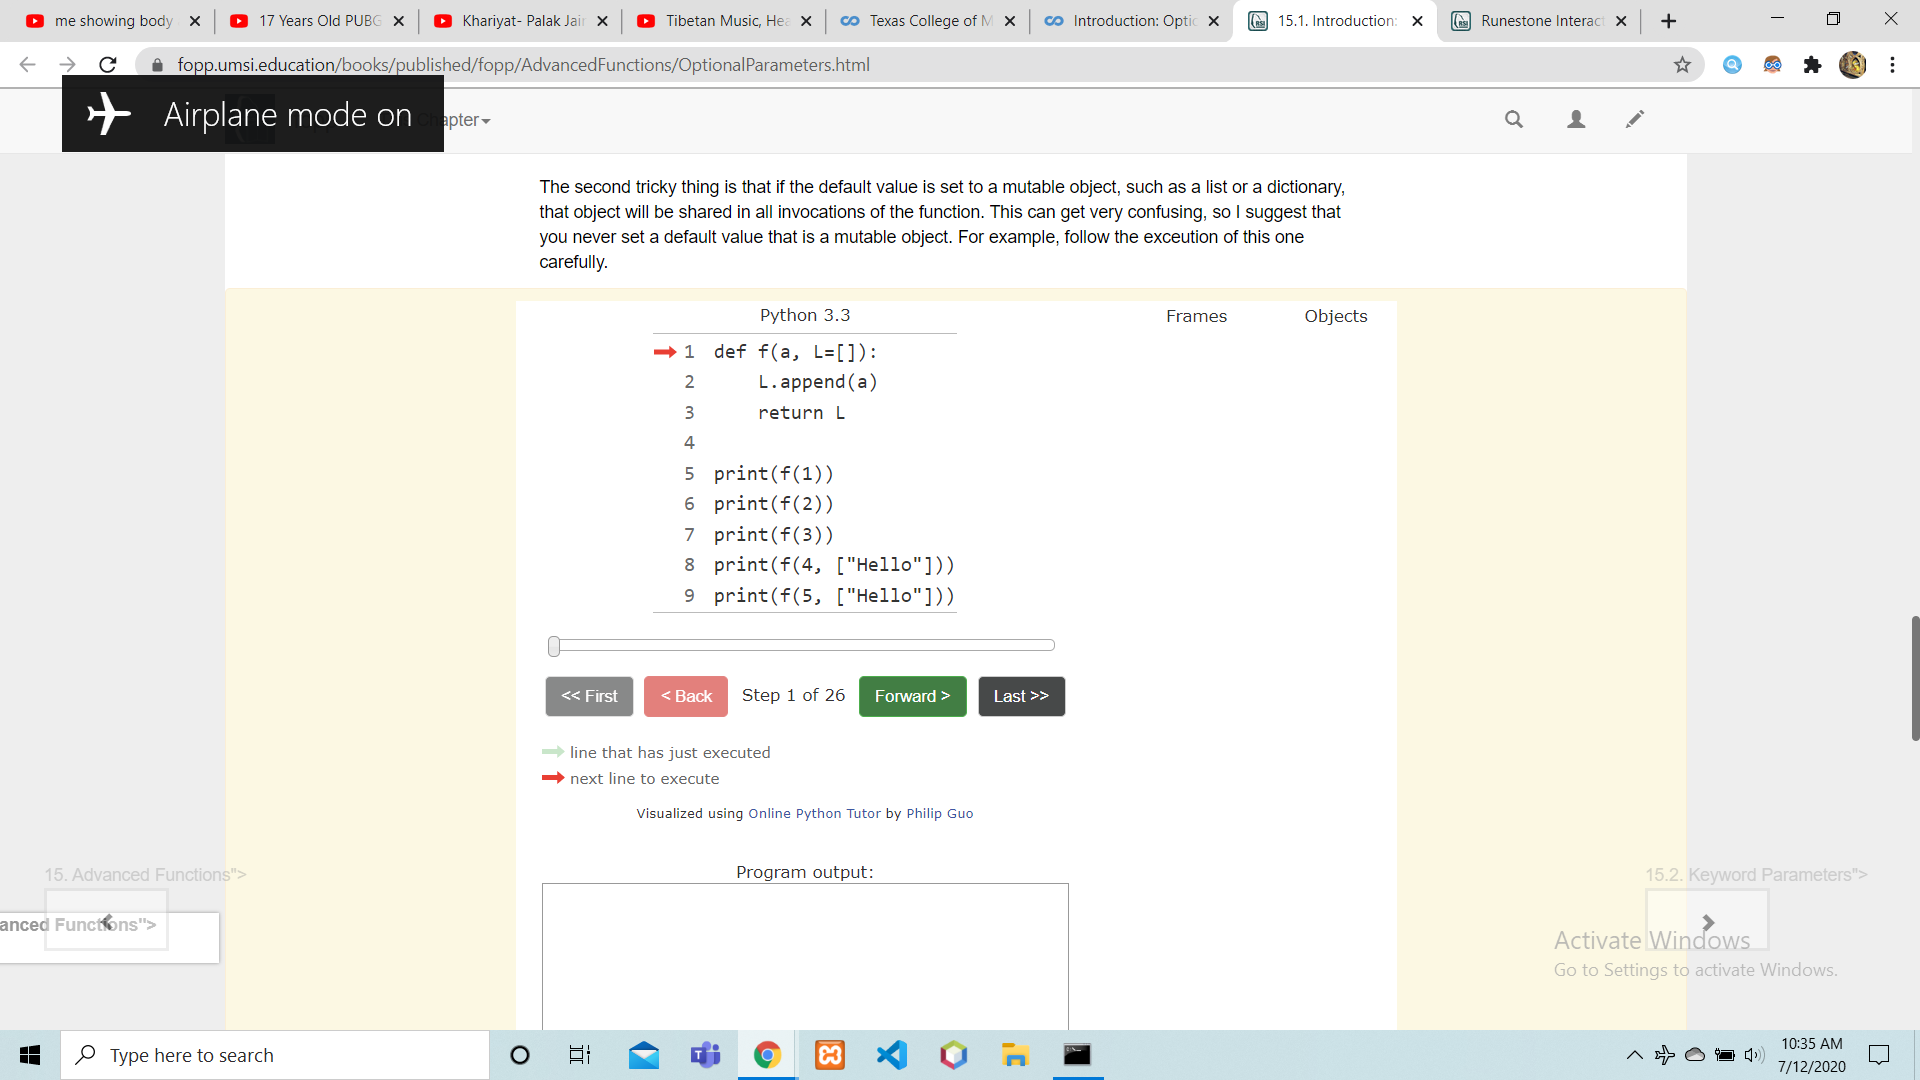 me showing body
17 Years Old PUBG
Khariyat- Palak Jain
Tibetan Music, Hea
Texas College of M
Introduction: Optio
15.1. Introduction:
Runestone Interact
fopp.umsi.education/books/published/fopp/AdvancedFunctions/OptionalParameters.html
Airplane mode on
apter
The second tricky thing is that if the default value is set to a mutable object, such as a list or a dictionary,
that object will be shared in all invocations of the function. This can get very confusing, so I suggest that
you never set a default value that is a mutable object. For example, follow the exceution of this one
carefully.
Python 3.3
Frames
Objects
1 def f(a, L=[]):
2 L.append(a)
3 return L
4
5 print(f(1))
6 print(f(2))
7 print(f(3))
8 print(f(4, ["Hello"]))
9 print(f(5, ["Hello"]))
<< First
< Back
Step 1 of 26
Forward >
Last >>
line that has just executed
next line to execute
Visualized using Online Python Tutor by Philip Guo
Program output:
15. Advanced Functions">
anced Functions">
15.2. Keyword Parameters">
Activate Windows
Go to Settings to activate Windows.
Type here to search
10:35 AM
7/12/2020